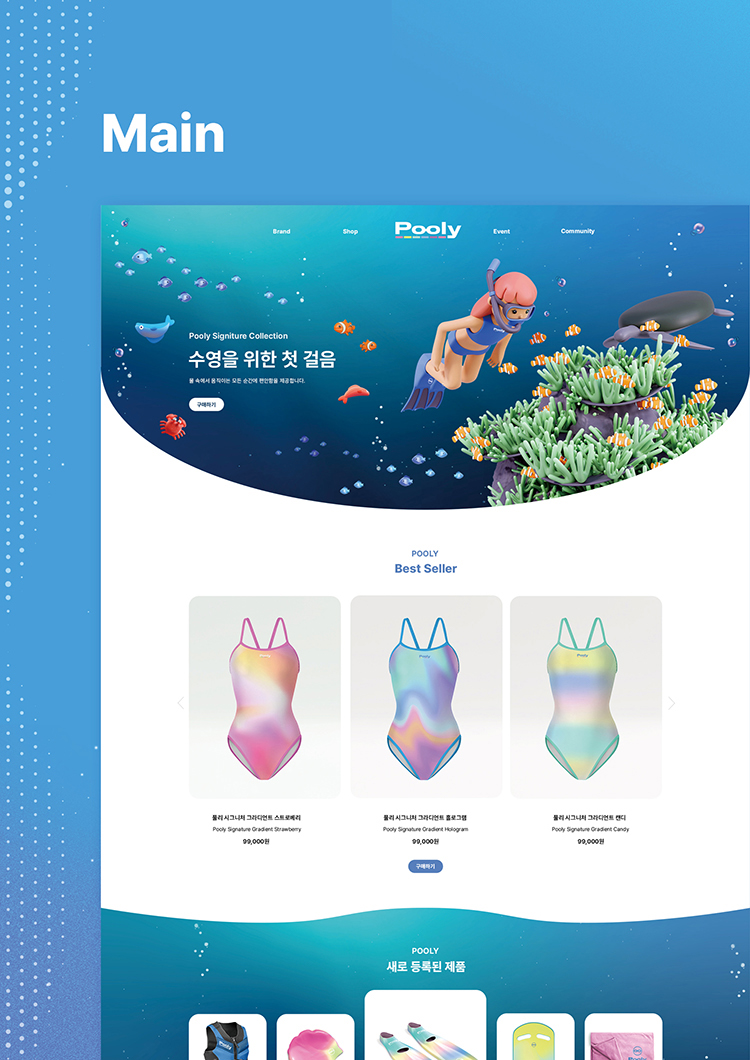 Main
Brand
Shop
Pooly
Event
Community
Pooly Signiture Collection
수영을 위한 첫 걸음
물 속에서 움직이는 모든 순간에 편안함을 제공합니다.
구매하기
POOLY
Best Seller
Pooly
Pooly
Pooly
풀리 시그니처 그라디언트 스트로베리
Pooly Signature Gradient Strawberry
99,000원
풀리 시그니처 그라디언트 홀로그램
Pooly Signature Gradient Hologram
99,000원
풀리 시그니처 그라디언트 캔디
Pooly Signature Gradient Candy
99,000원
구매하기
POOLY
새로 등록된 제품